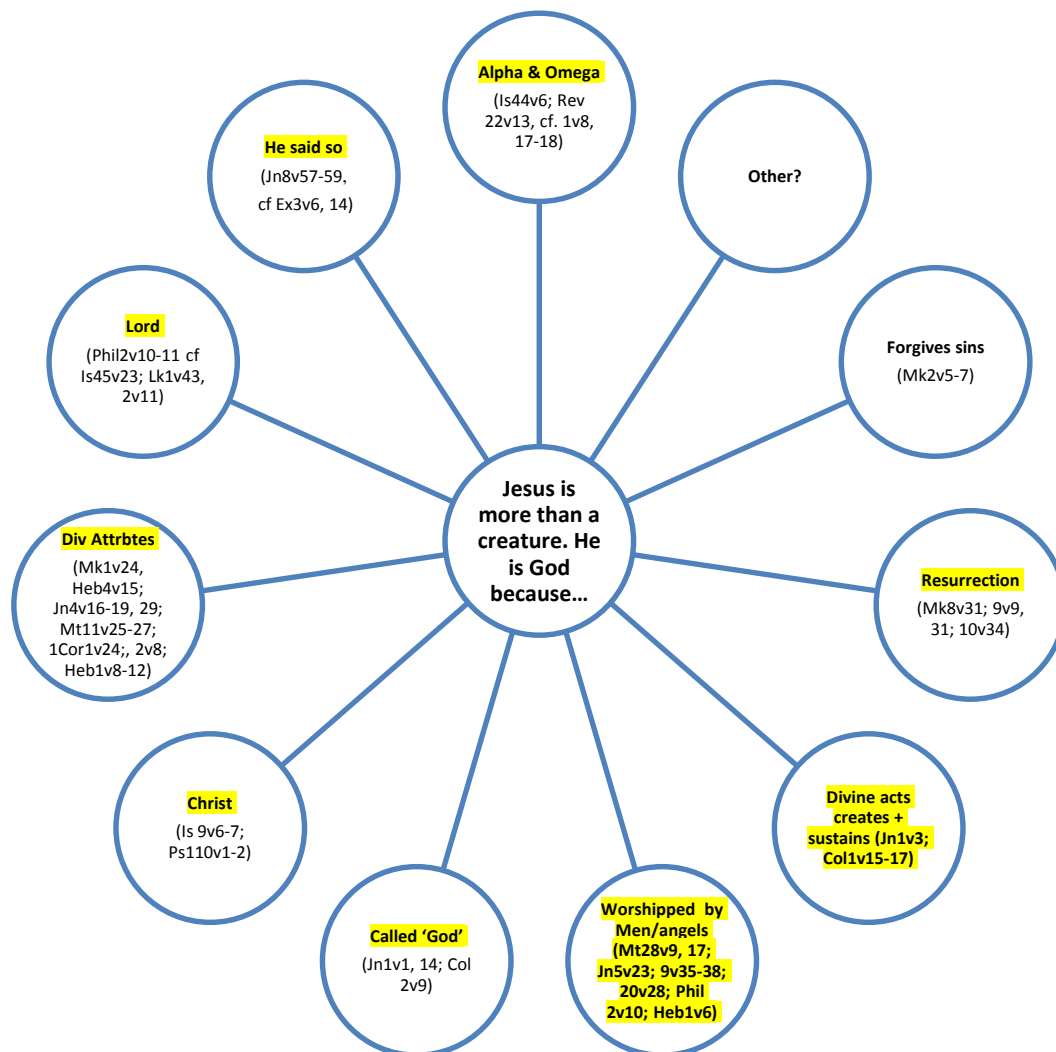 Alpha & Omega
(Is44v6; Rev
22v13, cf. 1v8,
17-18)
Other?
Forgives sins
(Mk2v5-7)
Resurrection
(Mk8v31; 9v9,
31; 10v34)
Divine acts
creates +
sustains (Jn1v3;
Col1v15-17)
Worshipped by
Men/angels
(Mt28v9, 17;
Jn5v23; 9v35-38;
20v28; Phil
2v10; Heb1v6)
Called ‘God’
(Jn1v1, 14; Col
2v9)
Christ
(Is 9v6-7;
Ps110v1-2)
Div Attrbtes
(Mk1v24,
Heb4v15;
Jn4v16-19, 29;
Mt11v25-27;
1Cor1v24;, 2v8;
Heb1v8-12)
Lord
(Phil2v10-11 cf
Is45v23; Lk1v43,
2v11)
He said so
(Jn8v57-59,
cf Ex3v6, 14)
Jesus is
more than a
creature. He
is God
because…